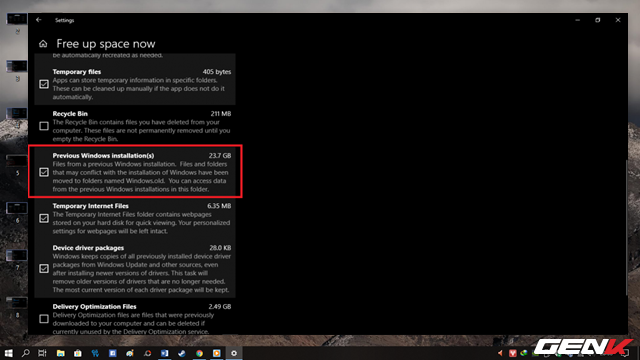 Settings
Free up space now
be automatically recreated as needed.
Temporary files 405 bytes
Apps can store temporary information in specific folders.
These can be cleaned up manually if the app does not do it
automatically.
Recycle Bin 211 MB
The Recycle Bin contains files you have deleted from your
computer. These files are not permanently removed until you
empty the Recycle Bin.
Previous Windows installation(s) 23.7 GB
Files from a previous Windows installation. Files and folders
that may conflict with the installation of Windows have been
moved to folders named Windows.old. You can access data
from the previous Windows installations in this folder.
Temporary Internet Files 6.35 MB
The Temporary Internet Files folder contains webpages
stored on your hard disk for quick viewing. Your personalized
settings for webpages will be left intact.
Device driver packages 28.0 KB
Windows keeps copies of all previously installed device driver
packages from Windows Update and other sources, even
after installing newer versions of drivers. This task will
remove older versions of drivers that are no longer needed.
The most current version of each driver package will be kept.
Delivery Optimization Files 2.49 GB
Delivery Optimization files are files that were previously
downloaded to your computer and can be deleted if
currently unused by the Delivery Optimization service.
5
6
7
8
GENK